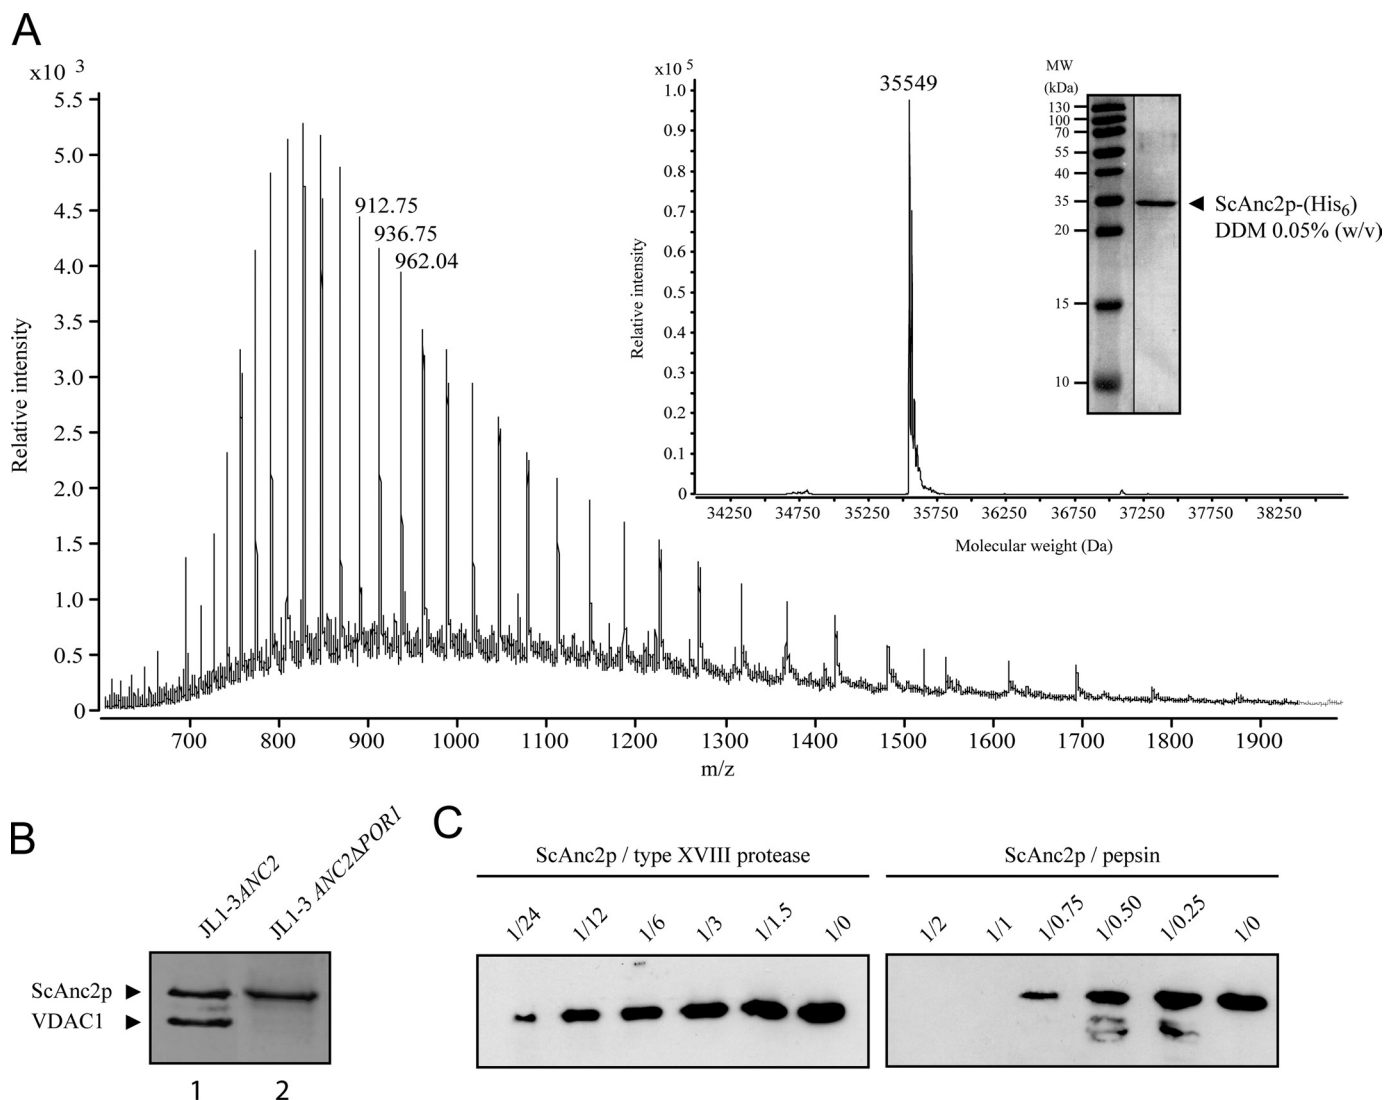 A
x10 3
5.5
5.0
4.5
4.0
3.5
3.0
2.5
2.0
1.5
1.0
0.5
0
Relative intensity
912.75
936.75
962.04
700 800 900 1000 1100 1200 1300 1400 1500 1600 1700 1800 1900
m/z
x10 5
1.0
0.9
0.8
0.7
0.6
0.5
0.4
0.3
0.2
0.1
0
Relative intensity
35549
34250 34750 35250 35750 36250 36750 37250 37750 38250
Molecular weight (Da)
MW
(kDa)
130
100
70
55
40
35
20
15
10
ScAnc2p-(His6)
DDM 0.05% (w/v)
B
JL1-3ANC2
JL1-3 ANC2ΔPOR1
ScAnc2p
VDAC1
1 2
C
ScAnc2p / type XVIII protease
1/24 1/12 1/6 1/3 1/1.5 1/0
ScAnc2p / pepsin
1/2 1/1 1/0.75 1/0.50 1/0.25 1/0